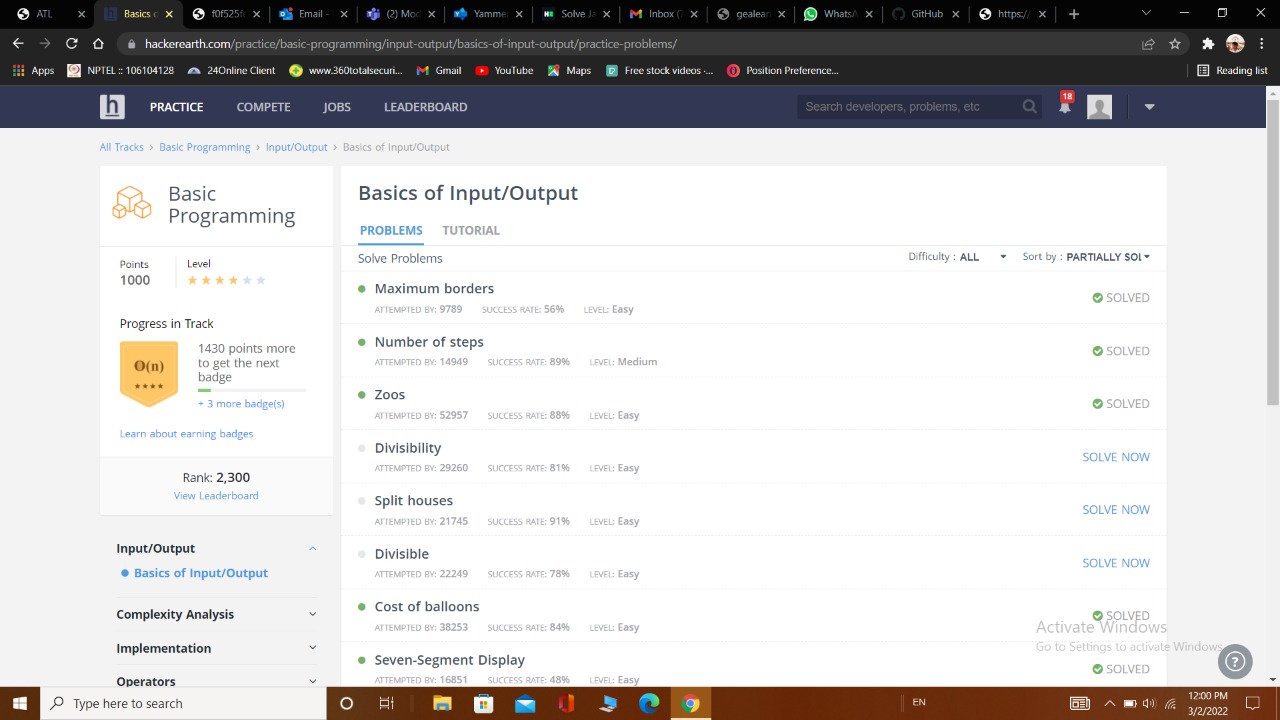 ATL
Basics o
f0f525f
Email -
(2) Moc
Yamme
Solve Ja
Inbox (
gealear
WhatsA
GitHub
https:/
hackerearth.com/practice/basic-programming/input-output/basics-of-input-output/practice-problems/
Apps
NPTEL :: 106104128
24Online Client
www.360totalsecuri...
Gmail
YouTube
Maps
Free stock videos -...
Position Preference...
Reading list
h
PRACTICE
COMPETE
JOBS
LEADERBOARD
Search developers, problems, etc
18
All Tracks > Basic Programming > Input/Output > Basics of Input/Output
Basic
Programming
Points
1000
Level
Progress in Track
O(n)
1430 points more
to get the next
badge
+ 3 more badge(s)
Learn about earning badges
Rank: 2,300
View Leaderboard
Input/Output
Basics of Input/Output
Complexity Analysis
Implementation
Operators
Basics of Input/Output
PROBLEMS
TUTORIAL
Solve Problems
Difficulty : ALL
Sort by : PARTIALLY SOL
Maximum borders
SOLVED
ATTEMPTED BY: 9789 SUCCESS RATE: 56% LEVEL: Easy
Number of steps
SOLVED
ATTEMPTED BY: 14949 SUCCESS RATE: 89% LEVEL: Medium
Zoos
SOLVED
ATTEMPTED BY: 52957 SUCCESS RATE: 88% LEVEL: Easy
Divisibility
SOLVE NOW
ATTEMPTED BY: 29260 SUCCESS RATE: 81% LEVEL: Easy
Split houses
SOLVE NOW
ATTEMPTED BY: 21745 SUCCESS RATE: 91% LEVEL: Easy
Divisible
SOLVE NOW
ATTEMPTED BY: 22249 SUCCESS RATE: 78% LEVEL: Easy
Cost of balloons
SOLVED
ATTEMPTED BY: 38253 SUCCESS RATE: 84% LEVEL: Easy
Seven-Segment Display
SOLVED
ATTEMPTED BY: 16851 SUCCESS RATE: 48% LEVEL: Easy
Activate Windows
Go to Settings to activate Windows.
Type here to search
EN
12:00 PM
3/2/2022